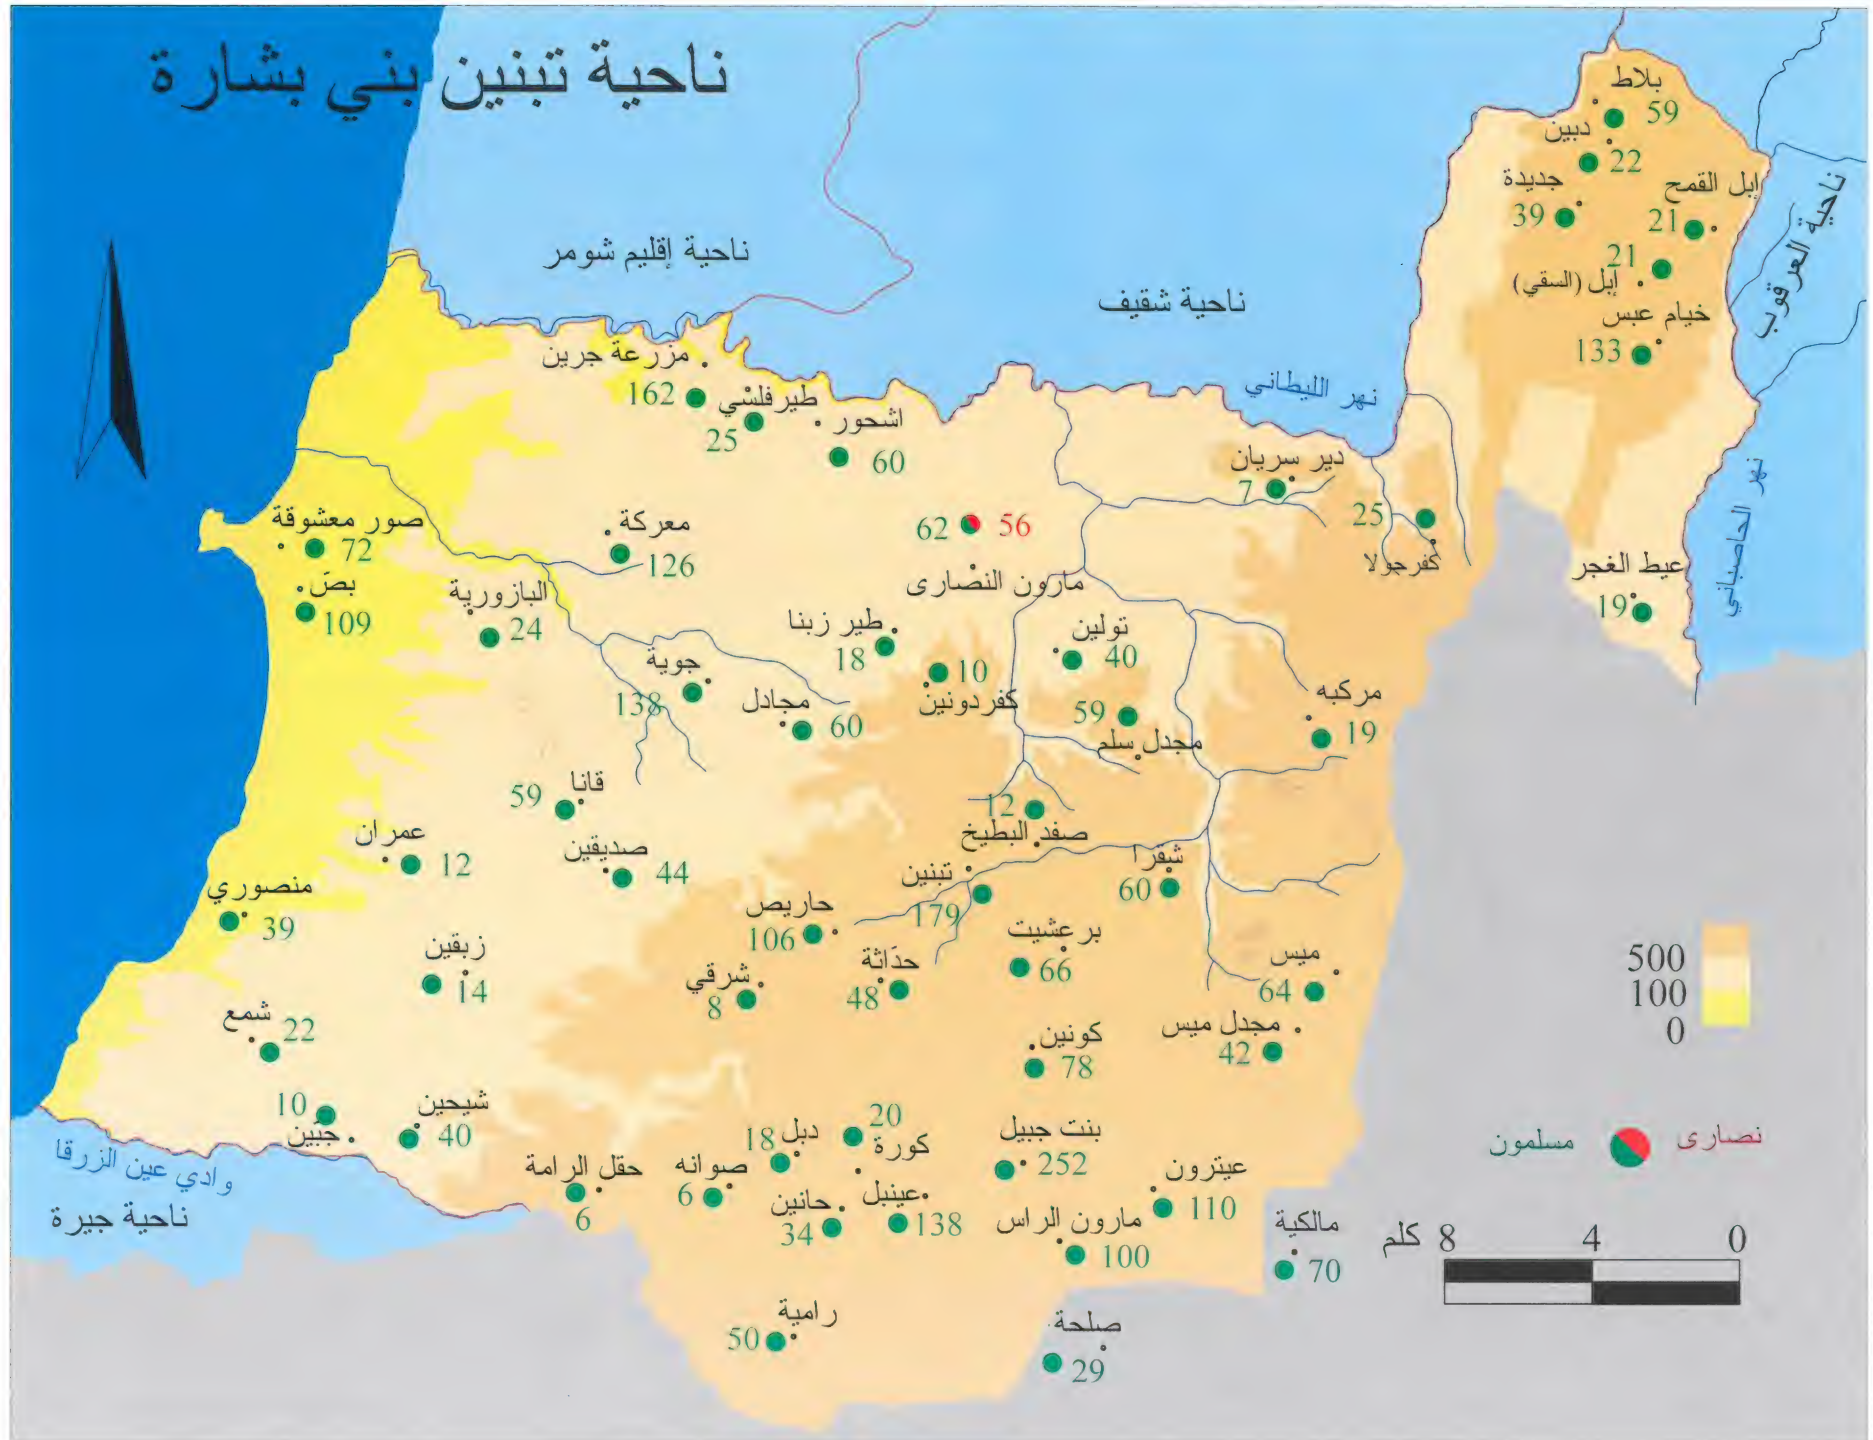 ناحية تبنين بني بشارة
بلاط
59
دبين
22
جديدة
39
إبل القمح
21
21
إبل (السقي)
خيام عبس
133
ناحية العرقوب
ناحية إقليم شومر
ناحية شقيف
نهر الليطاني
نهر الحاصباني
مزرعة جرين
162
طيرفلسْي
25
اشحور
60
دير سريان
7
25
كفرجولا
عيط الغجر
19
صور معشوقة
72
بصّ
109
معركة
126
62
56
مارون النصارى
البازورية
24
طير زبنا
18
تولين
40
جوية
138
مجادل
60
10
كفردونين
59
مجدل سلم
مركبه
19
قانا
59
12
صفد البطيخ
عمران
12
صديقين
44
شقرا
60
تبنين
179
منصوري
39
حاريص
106
برعشيت
66
زبقين
14
حدّاثة
48
شرقي
8
ميس
64
500
100
0
شمع
22
مجدل ميس
42
كونين
78
10
جبّين
شيحين
40
20
كورة
دبل
18
بنت جبيل
252
نصارى
مسلمون
وادي عين الزرقا
ناحية جيرة
حقل الرامة
6
صوانه
6
عيترون
110
حانين
34
عينبل
138
مارون الراس
100
مالكية
70
0
4
8
كلم
رامية
50
صلحة
29